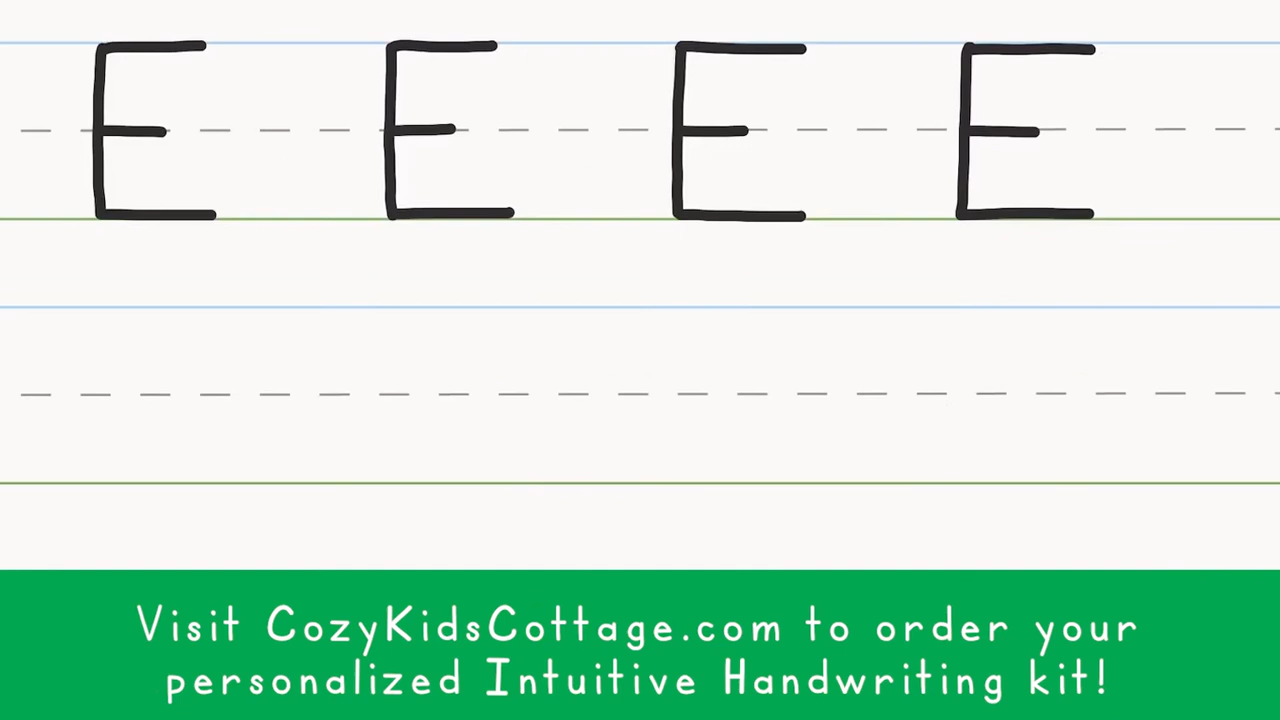 E E E E
Visit CozyKidsCottage.com to order your
personalized Intuitive Handwriting kit!